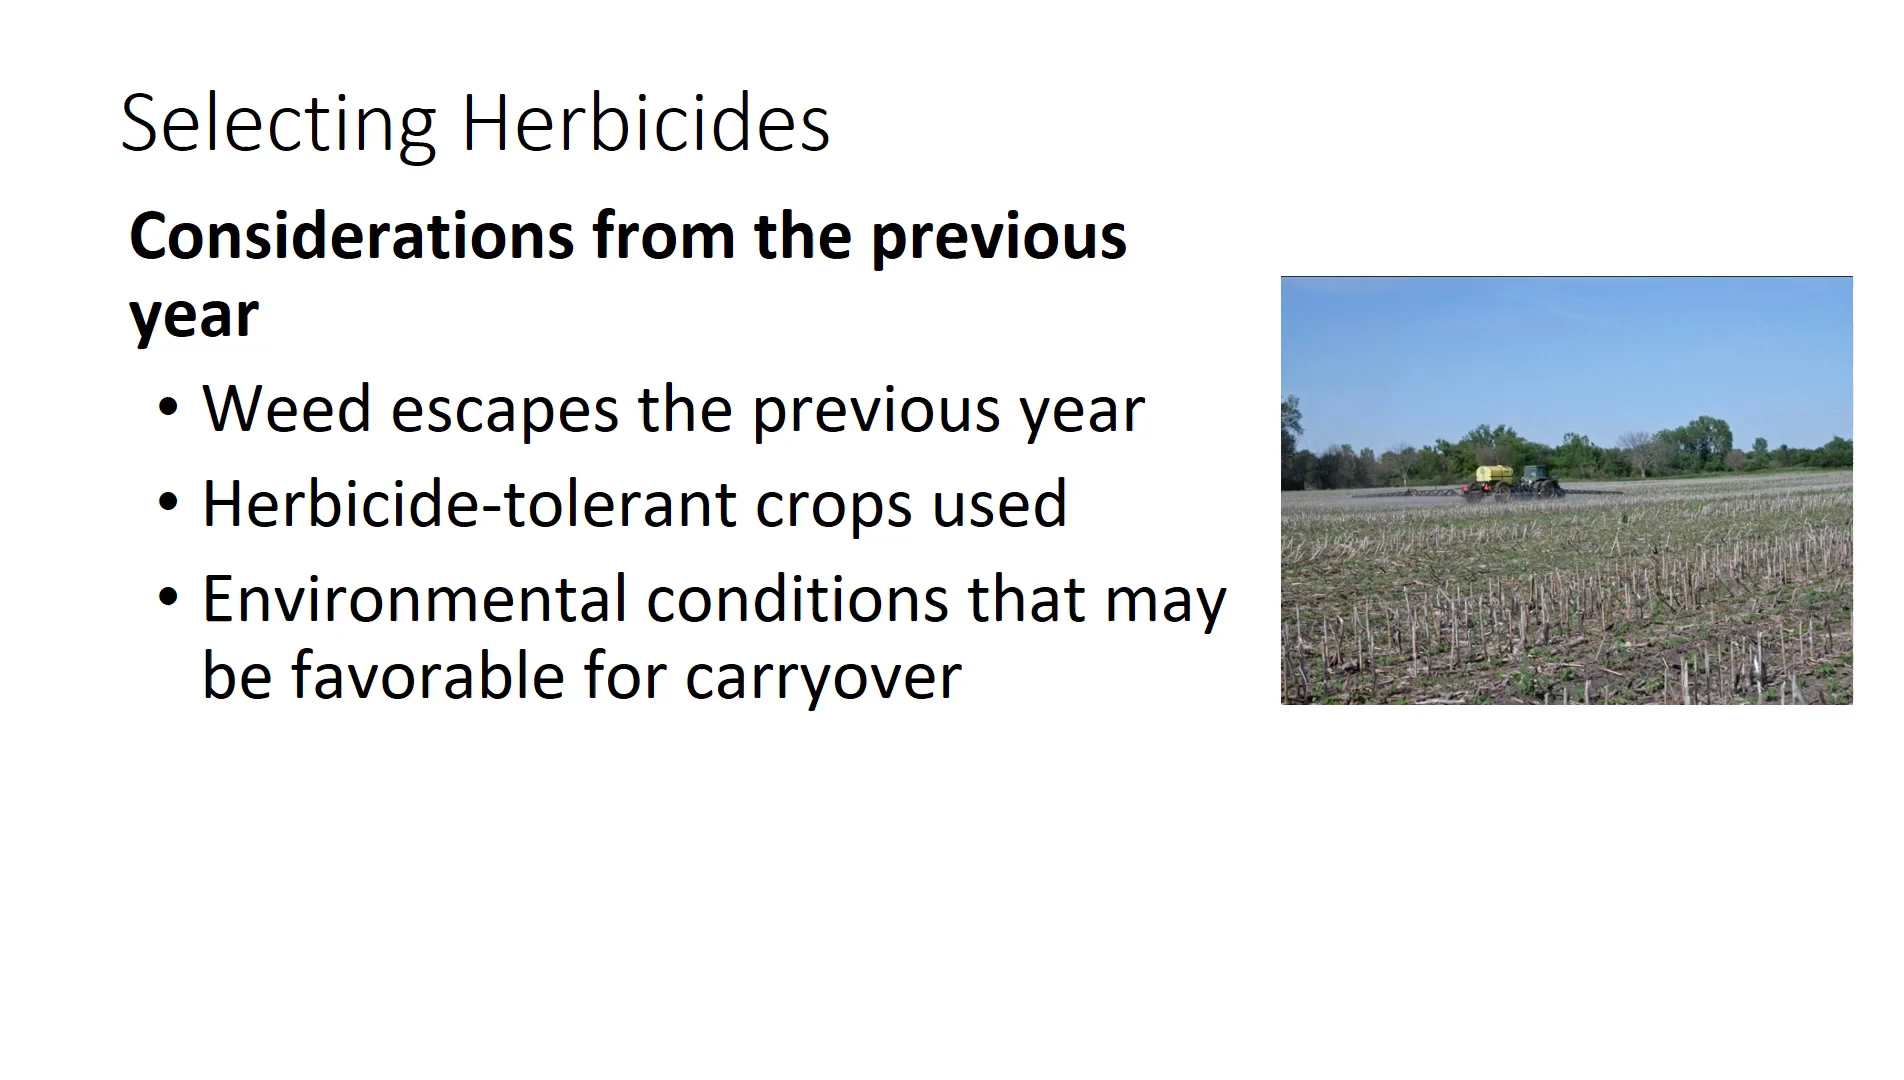 Selecting Herbicides
Considerations from the previous
year
• Weed escapes the previous year
• Herbicide-tolerant crops used
• Environmental conditions that may
be favorable for carryover